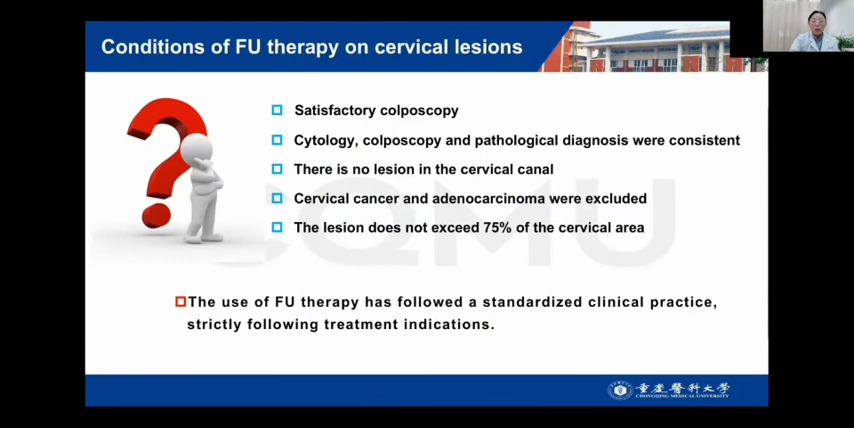 Conditions of FU therapy on cervical lesions
Satisfactory colposcopy
Cytology, colposcopy and pathological diagnosis were consistent
There is no lesion in the cervical canal
Cervical cancer and adenocarcinoma were excluded
The lesion does not exceed 75% of the cervical area
CQMU
The use of FU therapy has followed a standardized clinical practice,
strictly following treatment indications.
重庆医科大学
CHONGQING MEDICAL UNIVERSITY